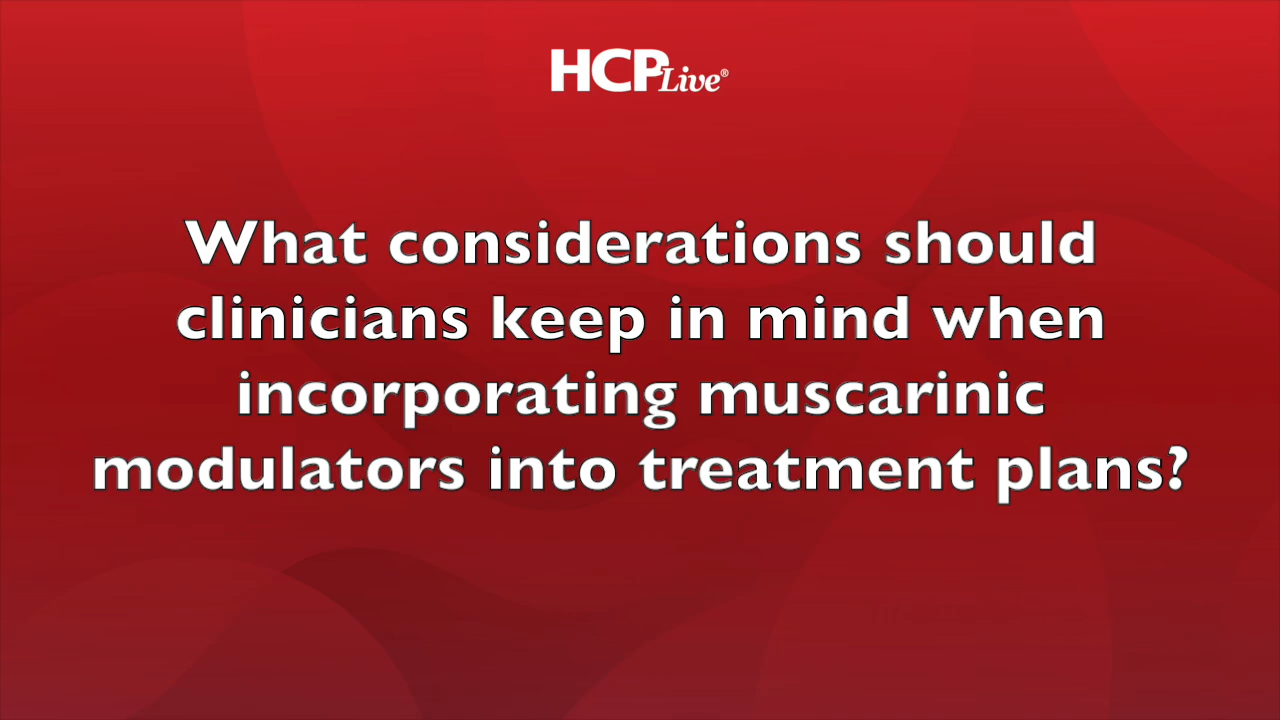 HCPLive®
What considerations should
clinicians keep in mind when
incorporating muscarinic
modulators into treatment plans?